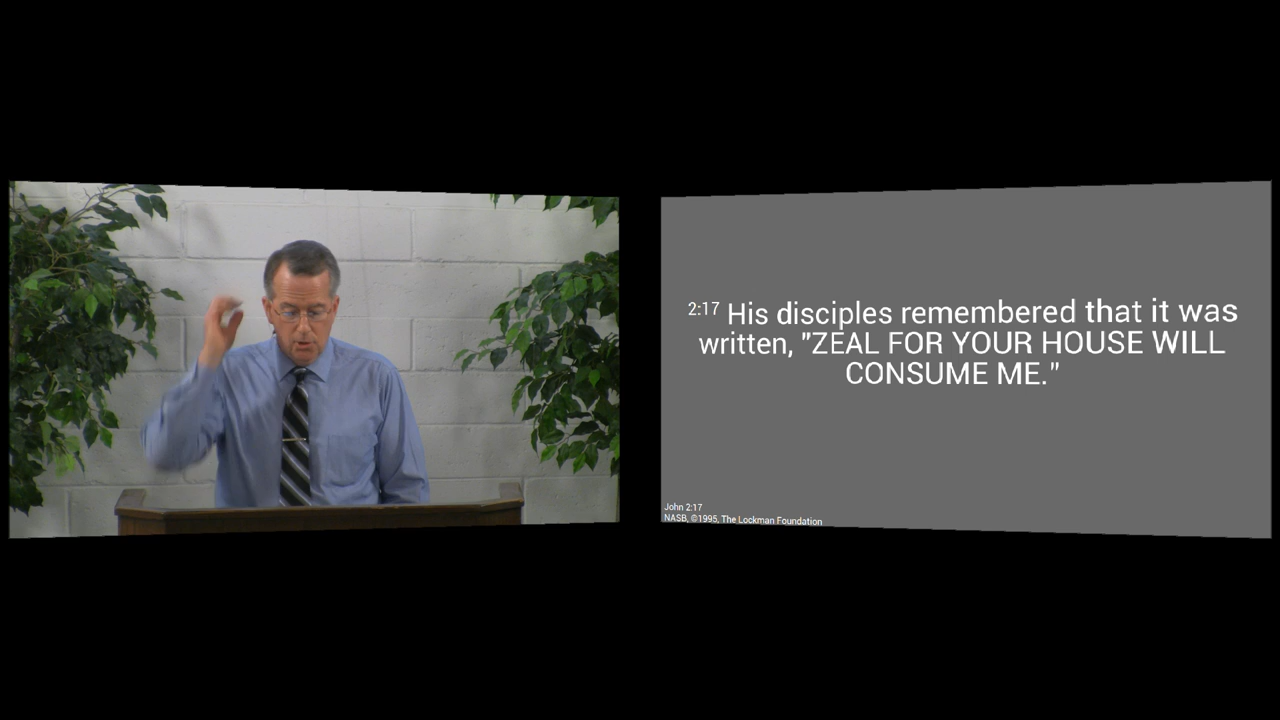 2:17 His disciples remembered that it was
written, "ZEAL FOR YOUR HOUSE WILL
CONSUME ME."
John 2:17
NASB, ©1995, The Lockman Foundation